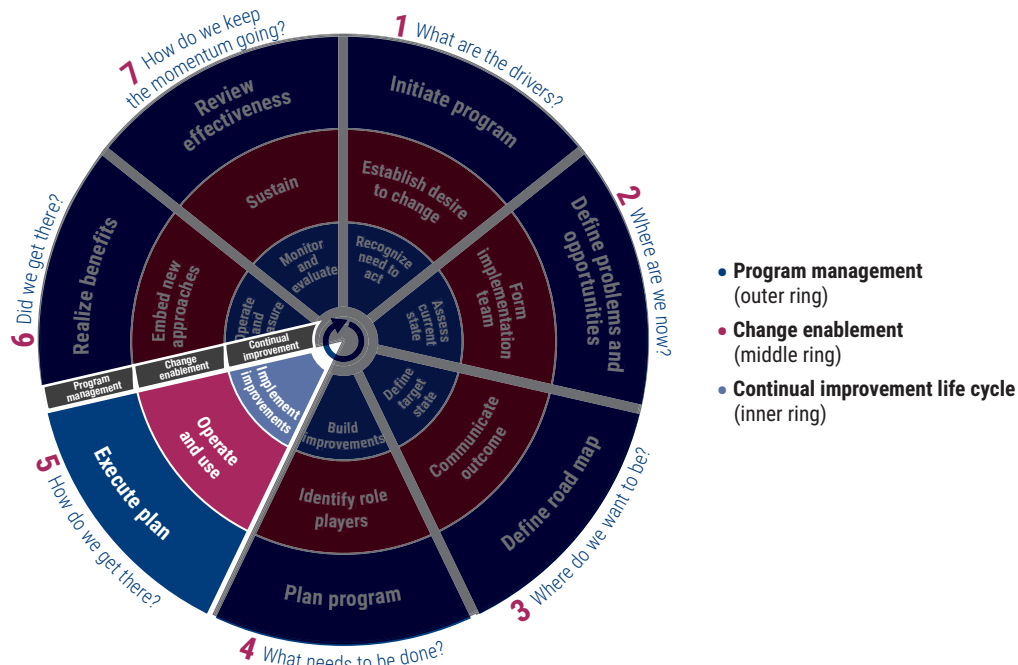 1 What are the drivers?
Initiate program
Establish desire
to change
Recognize
need to
act
2 Where are we now?
Define problems and
opportunities
Form
implementation
team
Assess
current
state
3 Where do we want to be?
Define road map
Communicate
outcome
Define
target
state
4 What needs to be done?
Plan program
Identify role
players
Build
improvements
5 How do we get there?
Execute plan
Operate
and use
Implement
improvements
6 Did we get there?
Realize benefits
Embed new
approaches
Operate
and
7 How do we keep
the momentum going?
Review
effectiveness
Sustain
Monitor
and
evaluate
Program
management
Change
enablement
Continual
improvement
• Program management
(outer ring)
• Change enablement
(middle ring)
• Continual improvement life cycle
(inner ring)